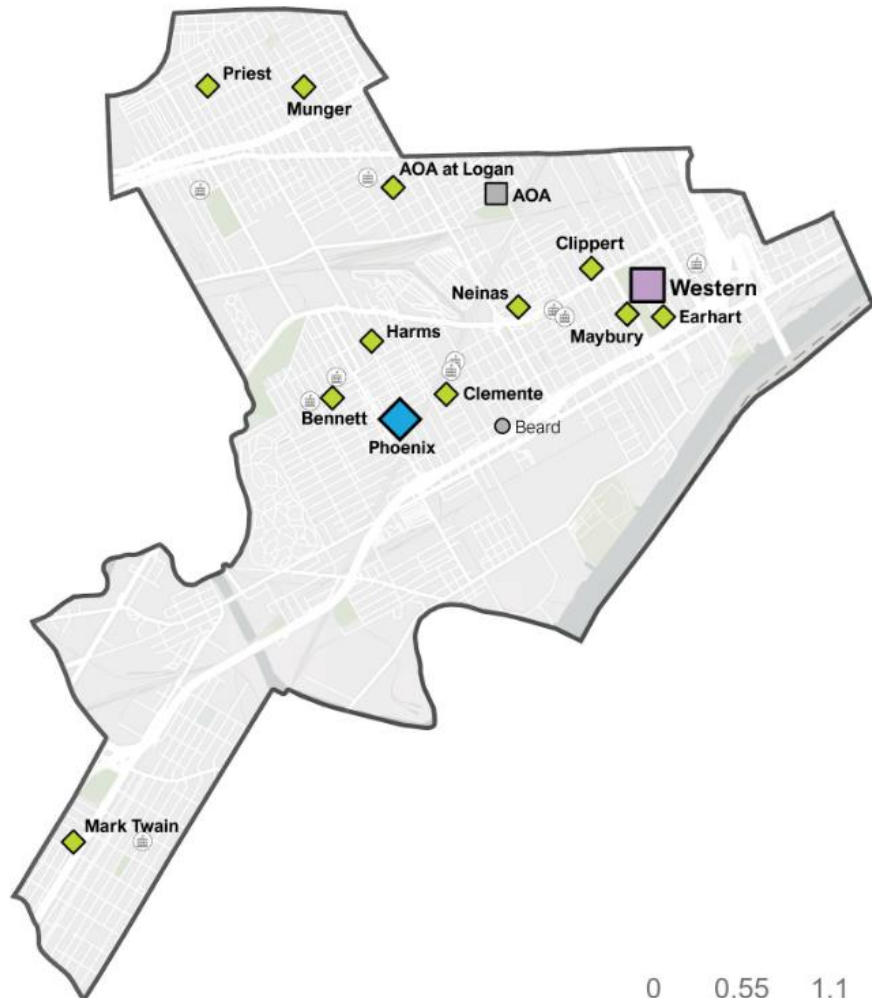 Priest
Munger
AOA at Logan
AOA
Clippert
Western
Neinas
Maybury
Earhart
Harms
Clemente
Bennett
Beard
Phoenix
Mark Twain
0 0.55 1.1